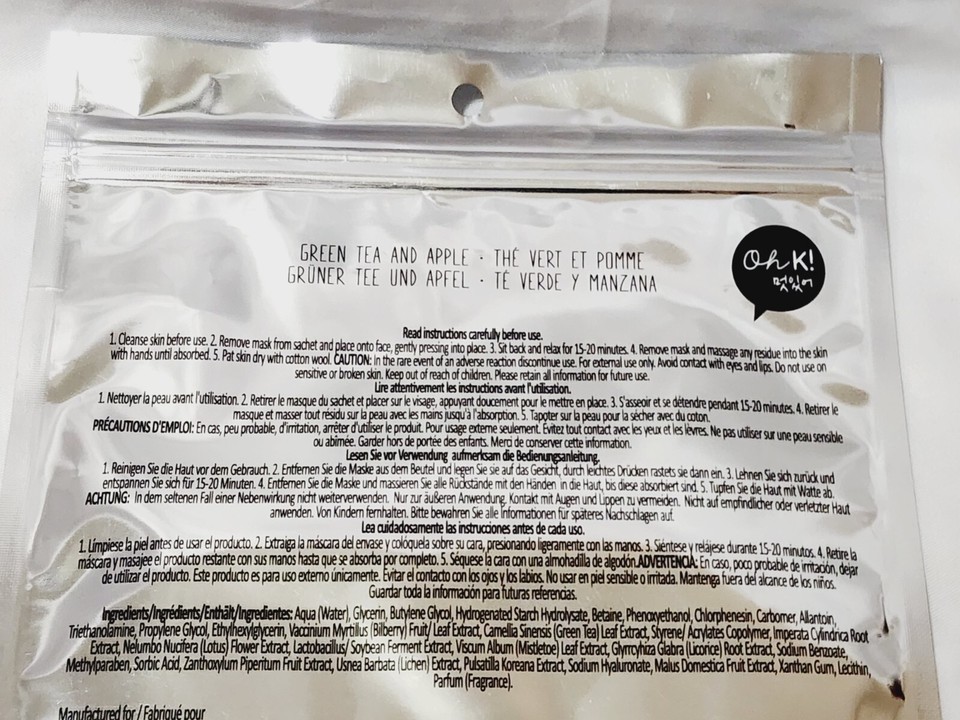 GREEN TEA AND APPLE · THÉ VERT ET POMME
GRÜNER TEE UND APFEL · TÉ VERDE Y MANZANA
Oh K!
멋있어
Read instructions carefully before use.
1. Cleanse skin before use. 2. Remove mask from sachet and place onto face, gently pressing into place. 3. Sit back and relax for 15-20 minutes. 4. Remove mask and massage any residue into the skin
with hands until absorbed. 5. Pat skin dry with cotton wool. CAUTION: In the rare event of an adverse reaction discontinue use. For external use only. Avoid contact with eyes and lips. Do not use on
sensitive or broken skin. Keep out of reach of children. Please retain all information for future use.
Lire attentivement les instructions avant l'utilisation.
1. Nettoyer la peau avant l'utilisation. 2. Retirer le masque du sachet et placer sur le visage, appuyant doucement pour le mettre en place. 3. S'asseoir et se détendre pendant 15-20 minutes. 4. Retirer le
masque et masser tout résidu sur la peau avec les mains jusqu'à l'absorption. 5. Tapoter sur la peau pour la sécher avec du coton.
PRÉCAUTIONS D'EMPLOI: En cas, peu probable, d'irritation, arrêter d'utiliser le produit. Pour usage externe seulement. Évitez tout contact avec les yeux et les lèvres. Ne pas utiliser sur une peau sensible
ou abîmée. Garder hors de portée des enfants. Merci de conserver cette information.
Lesen Sie vor Verwendung aufmerksam die Bedienungsanleitung.
1. Reinigen Sie die Haut vor dem Gebrauch. 2. Entfernen Sie die Maske aus dem Beutel und legen Sie sie auf das Gesicht, durch leichtes Drücken rastets sie dann ein. 3. Lehnen Sie sich zurück und
entspannen Sie sich für 15-20 Minuten. 4. Entfernen Sie die Maske und massieren Sie alle Rückstände mit den Händen in die Haut, bis diese absorbiert sind. 5. Tupfen Sie die Haut mit Watte ab.
ACHTUNG: In dem seltenen Fall einer Nebenwirkung nicht weiterverwenden. Nur zur äußeren Anwendung. Kontakt mit Augen und Lippen zu vermeiden. Nicht auf empfindlicher oder verletzter Haut
anwenden. Von Kindern fernhalten. Bitte bewahren Sie alle Informationen für späteres Nachschlagen auf.
Lea cuidadosamente las instrucciones antes de cada uso.
1. Límpiese la piel antes de usar el producto. 2. Extraiga la máscara del envase y colóquela sobre su cara, presionando ligeramente con las manos. 3. Siéntese y relájese durante 15-20 minutos. 4. Retire la
máscara y masajee el producto restante con sus manos hasta que se absorba por completo. 5. Séquese la cara con una almohadilla de algodón. ADVERTENCIA: En caso, poco probable de irritación, dejar
de utilizar el producto. Este producto es para uso externo únicamente. Evitar el contacto con los ojos y los labios. No usar en piel sensible o irritada. Mantenga fuera del alcance de los niños.
Guardar toda la información para futuras referencias.
Ingredients/Ingrédients/Enthält/Ingredientes: Aqua (Water), Glycerin, Butylene Glycol, Hydrogenated Starch Hydrolysate, Betaine, Phenoxyethanol, Chlorphenesin, Carbomer, Allantoin,
Triethanolamine, Propylene Glycol, Ethylhexylglycerin, Vaccinium Myrtillus (Bilberry) Fruit/ Leaf Extract, Camellia Sinensis (Green Tea) Leaf Extract, Styrene/ Acrylates Copolymer, Imperata Cylindrica Root
Extract, Nelumbo Nucifera (Lotus) Flower Extract, Lactobacillus/ Soybean Ferment Extract, Viscum Album (Mistletoe) Leaf Extract, Glyrrcyhiza Glabra (Licorice) Root Extract, Sodium Benzoate,
Methylparaben, Sorbic Acid, Zanthoxylum Piperitum Fruit Extract, Usnea Barbata (Lichen) Extract, Pulsatilla Koreana Extract, Sodium Hyaluronate, Malus Domestica Fruit Extract, Xanthan Gum, Lecithin,
Parfum (Fragrance).
Manufactured for / Fabriqué pour